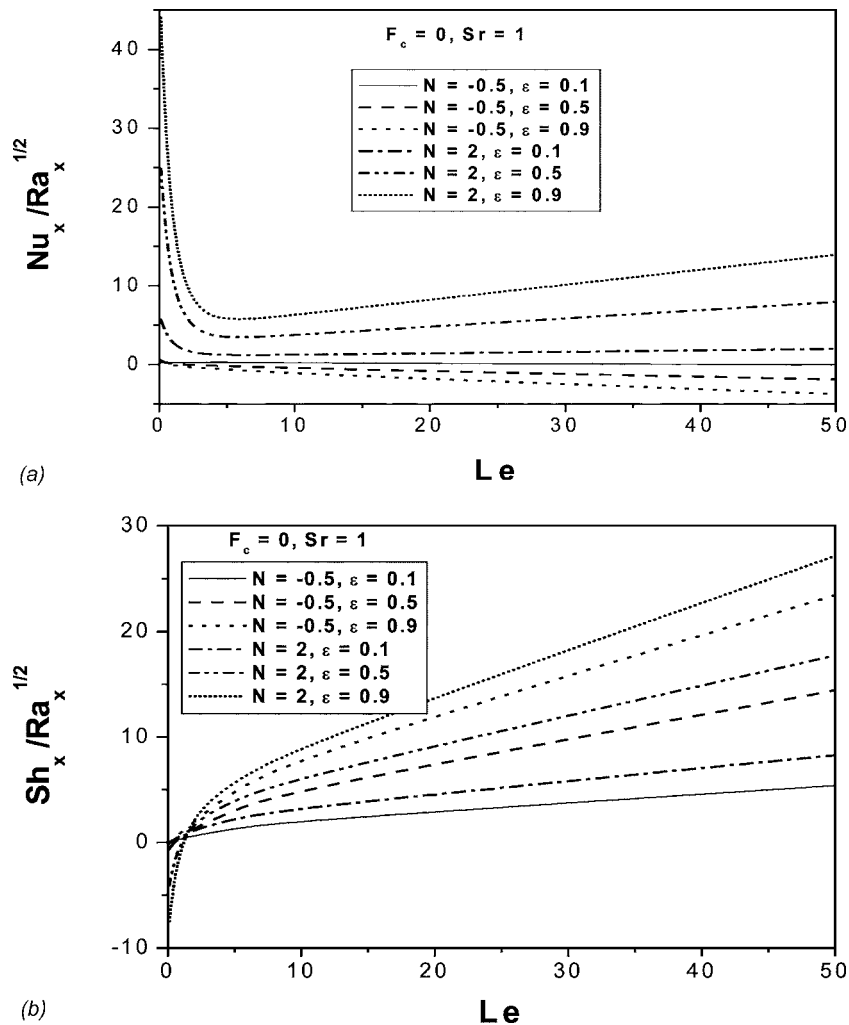 40
30
20
10
0
Nu_x/Ra_x^1/2
F_c = 0, Sr = 1
N = -0.5, ε = 0.1
N = -0.5, ε = 0.5
N = -0.5, ε = 0.9
N = 2, ε = 0.1
N = 2, ε = 0.5
N = 2, ε = 0.9
0 10 20 30 40 50
Le
(a)
30
20
10
0
-10
Sh_x/Ra_x^1/2
F_c = 0, Sr = 1
N = -0.5, ε = 0.1
N = -0.5, ε = 0.5
N = -0.5, ε = 0.9
N = 2, ε = 0.1
N = 2, ε = 0.5
N = 2, ε = 0.9
0 10 20 30 40 50
Le
(b)